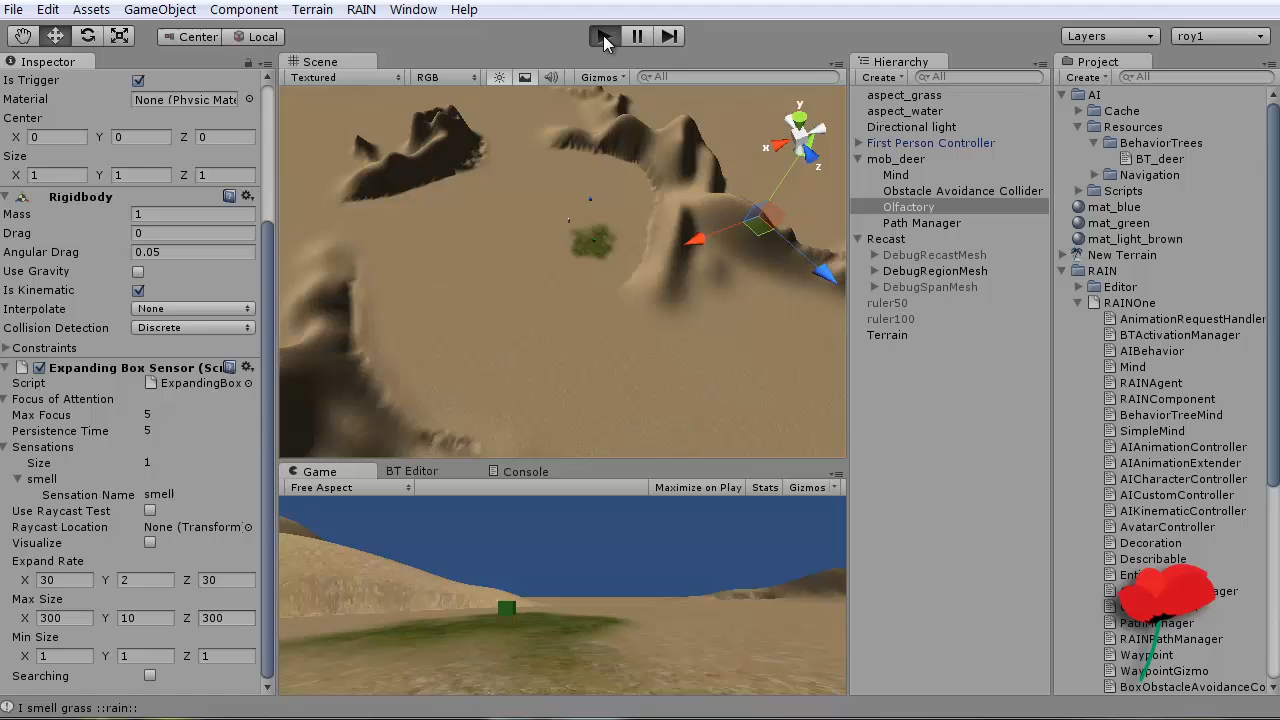 File Edit Assets GameObject Component Terrain RAIN Window Help
Center Local Layers roy1
Inspector
Is Trigger
Material None (Physic Mate
Center
X 0 Y 0 Z 0
Size
X 1 Y 1 Z 1
Rigidbody
Mass 1
Drag 0
Angular Drag 0.05
Use Gravity
Is Kinematic
Interpolate None
Collision Detection Discrete
Constraints
Expanding Box Sensor (Scr
Script ExpandingBox
Focus of Attention
Max Focus 5
Persistence Time 5
Sensations
Size 1
smell
Sensation Name smell
Use Raycast Test
Raycast Location None (Transform)
Visualize
Expand Rate
X 30 Y 2 Z 30
Max Size
X 300 Y 10 Z 300
Min Size
X 1 Y 1 Z 1
Searching
I smell grass ::rain::
Scene
Textured RGB Gizmos All
y
x
z
Game BT Editor Console
Free Aspect Maximize on Play Stats Gizmos
Hierarchy
Create All
aspect_grass
aspect_water
Directional light
First Person Controller
mob_deer
Mind
Obstacle Avoidance Collider
Olfactory
Path Manager
Recast
DebugRecastMesh
DebugRegionMesh
DebugSpanMesh
ruler50
ruler100
Terrain
Project
Create All
AI
Cache
Resources
BehaviorTrees
BT_deer
Navigation
Scripts
mat_blue
mat_green
mat_light_brown
New Terrain
RAIN
Editor
RAINOne
AnimationRequestHandler
BTActivationManager
AIBehavior
Mind
RAINAgent
RAINComponent
BehaviorTreeMind
SimpleMind
AIAnimationController
AIAnimationExtender
AICharacterController
AICustomController
AIKinematicController
AvatarController
Decoration
Describable
PathManager
RAINPathManager
Waypoint
WaypointGizmo
BoxObstacleAvoidanceCo